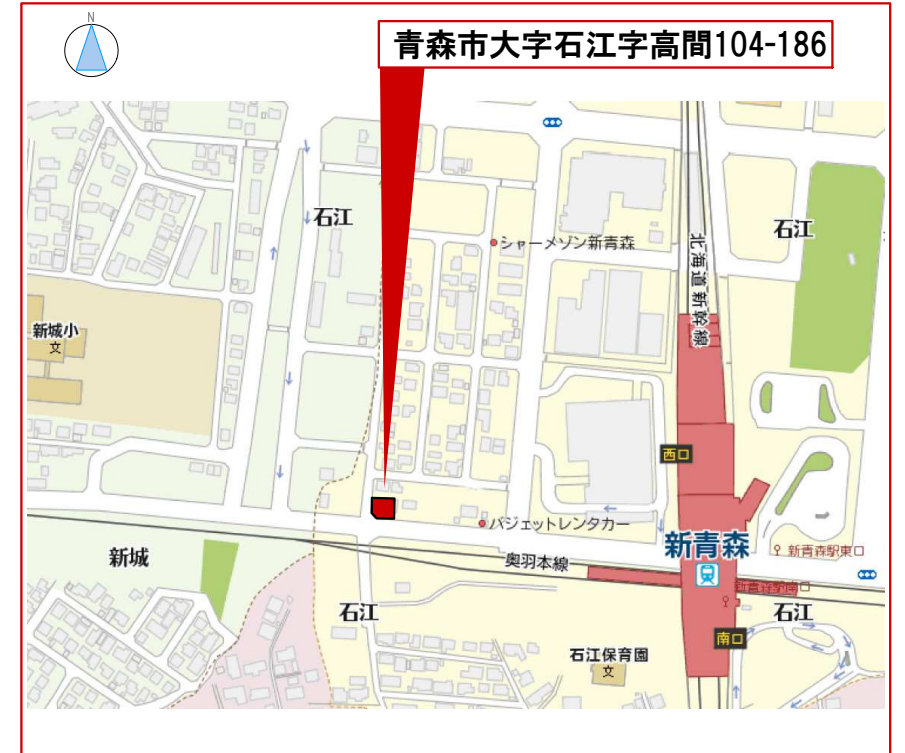 N
青森市大字石江字高間104-186
石江
シャーメゾン新青森
北海道新幹線
石江
新城小
文
西口
バジェットレンタカー
新青森
新青森駅東口
奥羽本線
新城
石江
石江
南口
石江保育園
文